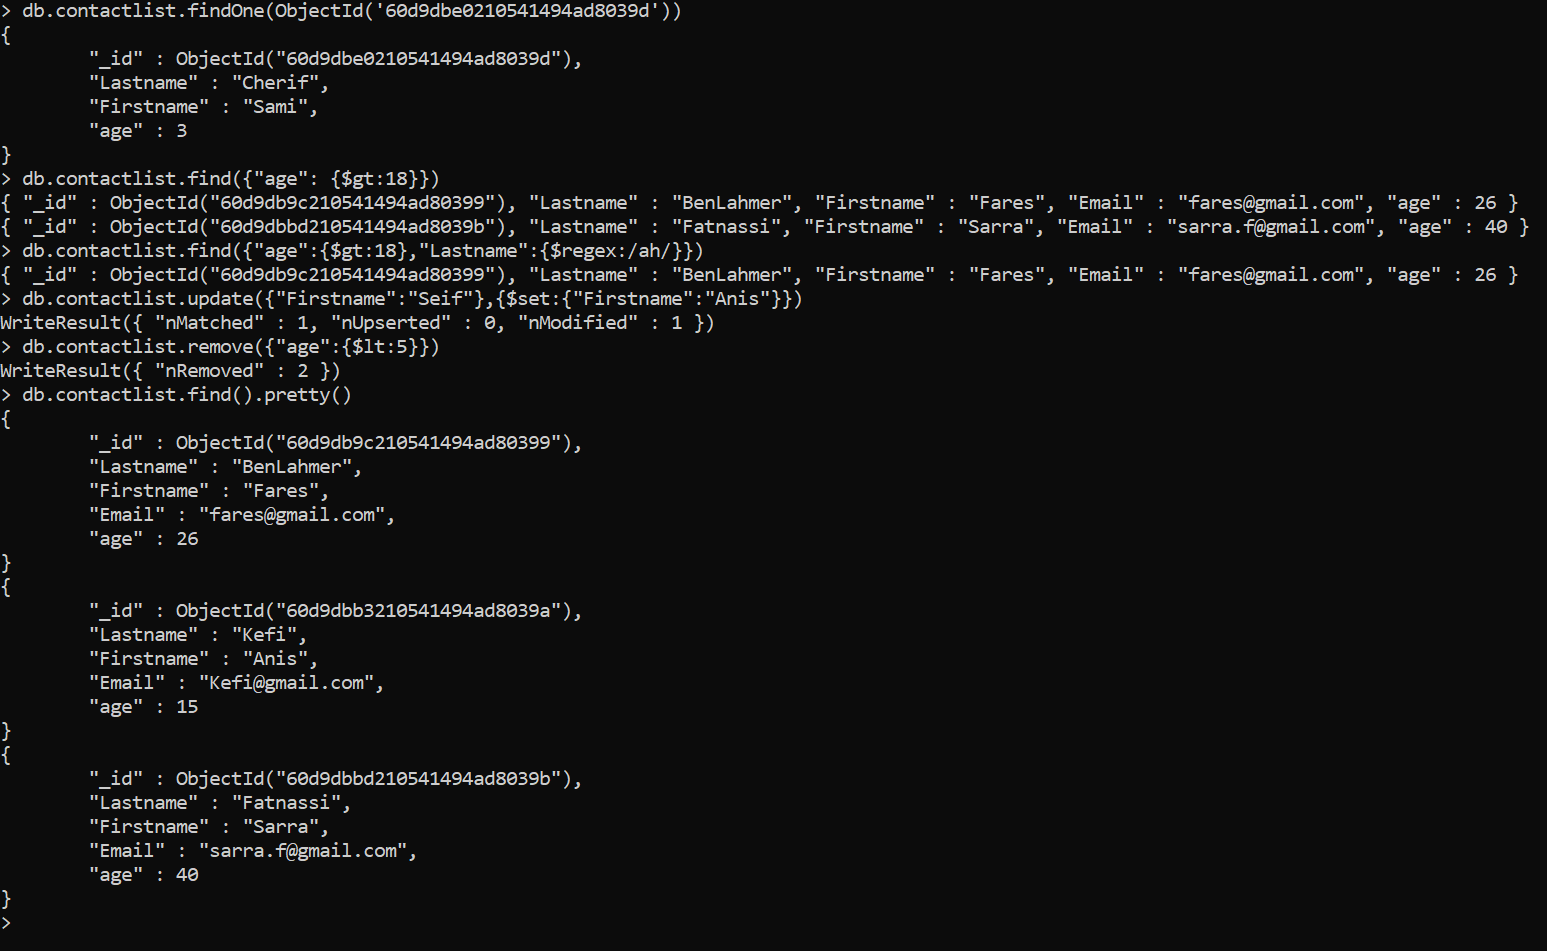 > db.contactlist.findOne(ObjectId('60d9dbe0210541494ad8039d'))
{
        "_id" : ObjectId("60d9dbe0210541494ad8039d"),
        "Lastname" : "Cherif",
        "Firstname" : "Sami",
        "age" : 3
}
> db.contactlist.find({"age": {$gt:18}})
{ "_id" : ObjectId("60d9db9c210541494ad80399"), "Lastname" : "BenLahmer", "Firstname" : "Fares", "Email" : "fares@gmail.com", "age" : 26 }
{ "_id" : ObjectId("60d9dbbd210541494ad8039b"), "Lastname" : "Fatnassi", "Firstname" : "Sarra", "Email" : "sarra.f@gmail.com", "age" : 40 }
> db.contactlist.find({"age":{$gt:18},"Lastname":{$regex:/ah/}})
{ "_id" : ObjectId("60d9db9c210541494ad80399"), "Lastname" : "BenLahmer", "Firstname" : "Fares", "Email" : "fares@gmail.com", "age" : 26 }
> db.contactlist.update({"Firstname":"Seif"},{$set:{"Firstname":"Anis"}})
WriteResult({ "nMatched" : 1, "nUpserted" : 0, "nModified" : 1 })
> db.contactlist.remove({"age":{$lt:5}})
WriteResult({ "nRemoved" : 2 })
> db.contactlist.find().pretty()
{
        "_id" : ObjectId("60d9db9c210541494ad80399"),
        "Lastname" : "BenLahmer",
        "Firstname" : "Fares",
        "Email" : "fares@gmail.com",
        "age" : 26
}
{
        "_id" : ObjectId("60d9dbb3210541494ad8039a"),
        "Lastname" : "Kefi",
        "Firstname" : "Anis",
        "Email" : "Kefi@gmail.com",
        "age" : 15
}
{
        "_id" : ObjectId("60d9dbbd210541494ad8039b"),
        "Lastname" : "Fatnassi",
        "Firstname" : "Sarra",
        "Email" : "sarra.f@gmail.com",
        "age" : 40
}
>